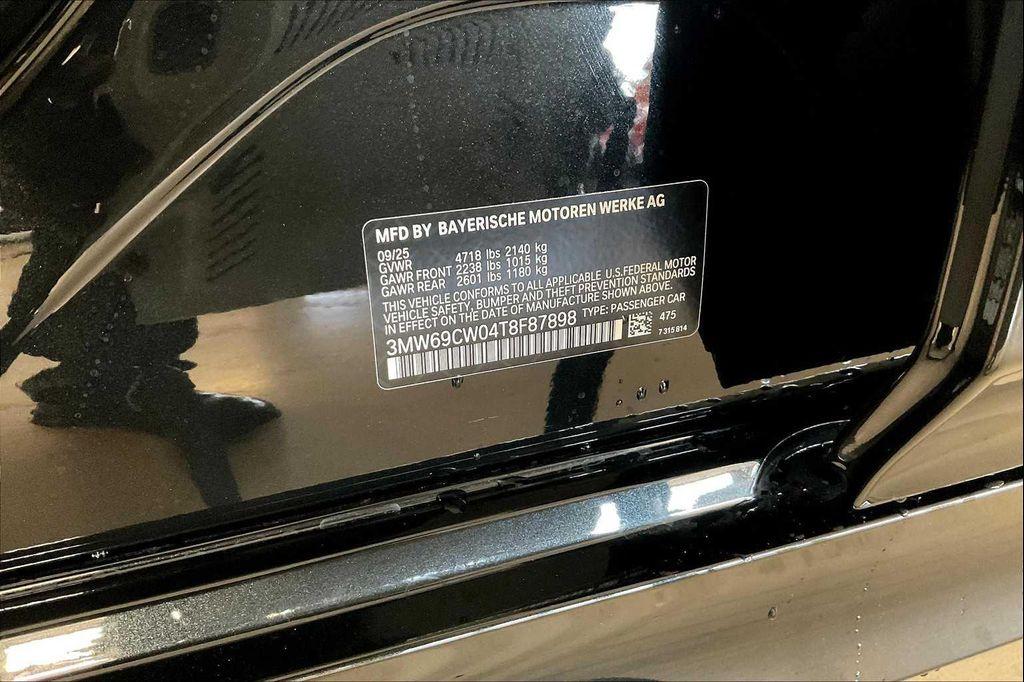 MFD BY BAYERISCHE MOTOREN WERKE AG
09/25
GVWR 4718 lbs 2140 kg
GAWR FRONT 2238 lbs 1015 kg
GAWR REAR 2601 lbs 1180 kg
THIS VEHICLE CONFORMS TO ALL APPLICABLE U.S.FEDERAL MOTOR
VEHICLE SAFETY, BUMPER AND THEFT PREVENTION STANDARDS
IN EFFECT ON THE DATE OF MANUFACTURE SHOWN ABOVE.
3MW69CW04T8F87898 TYPE: PASSENGER CAR
475
7 315 814